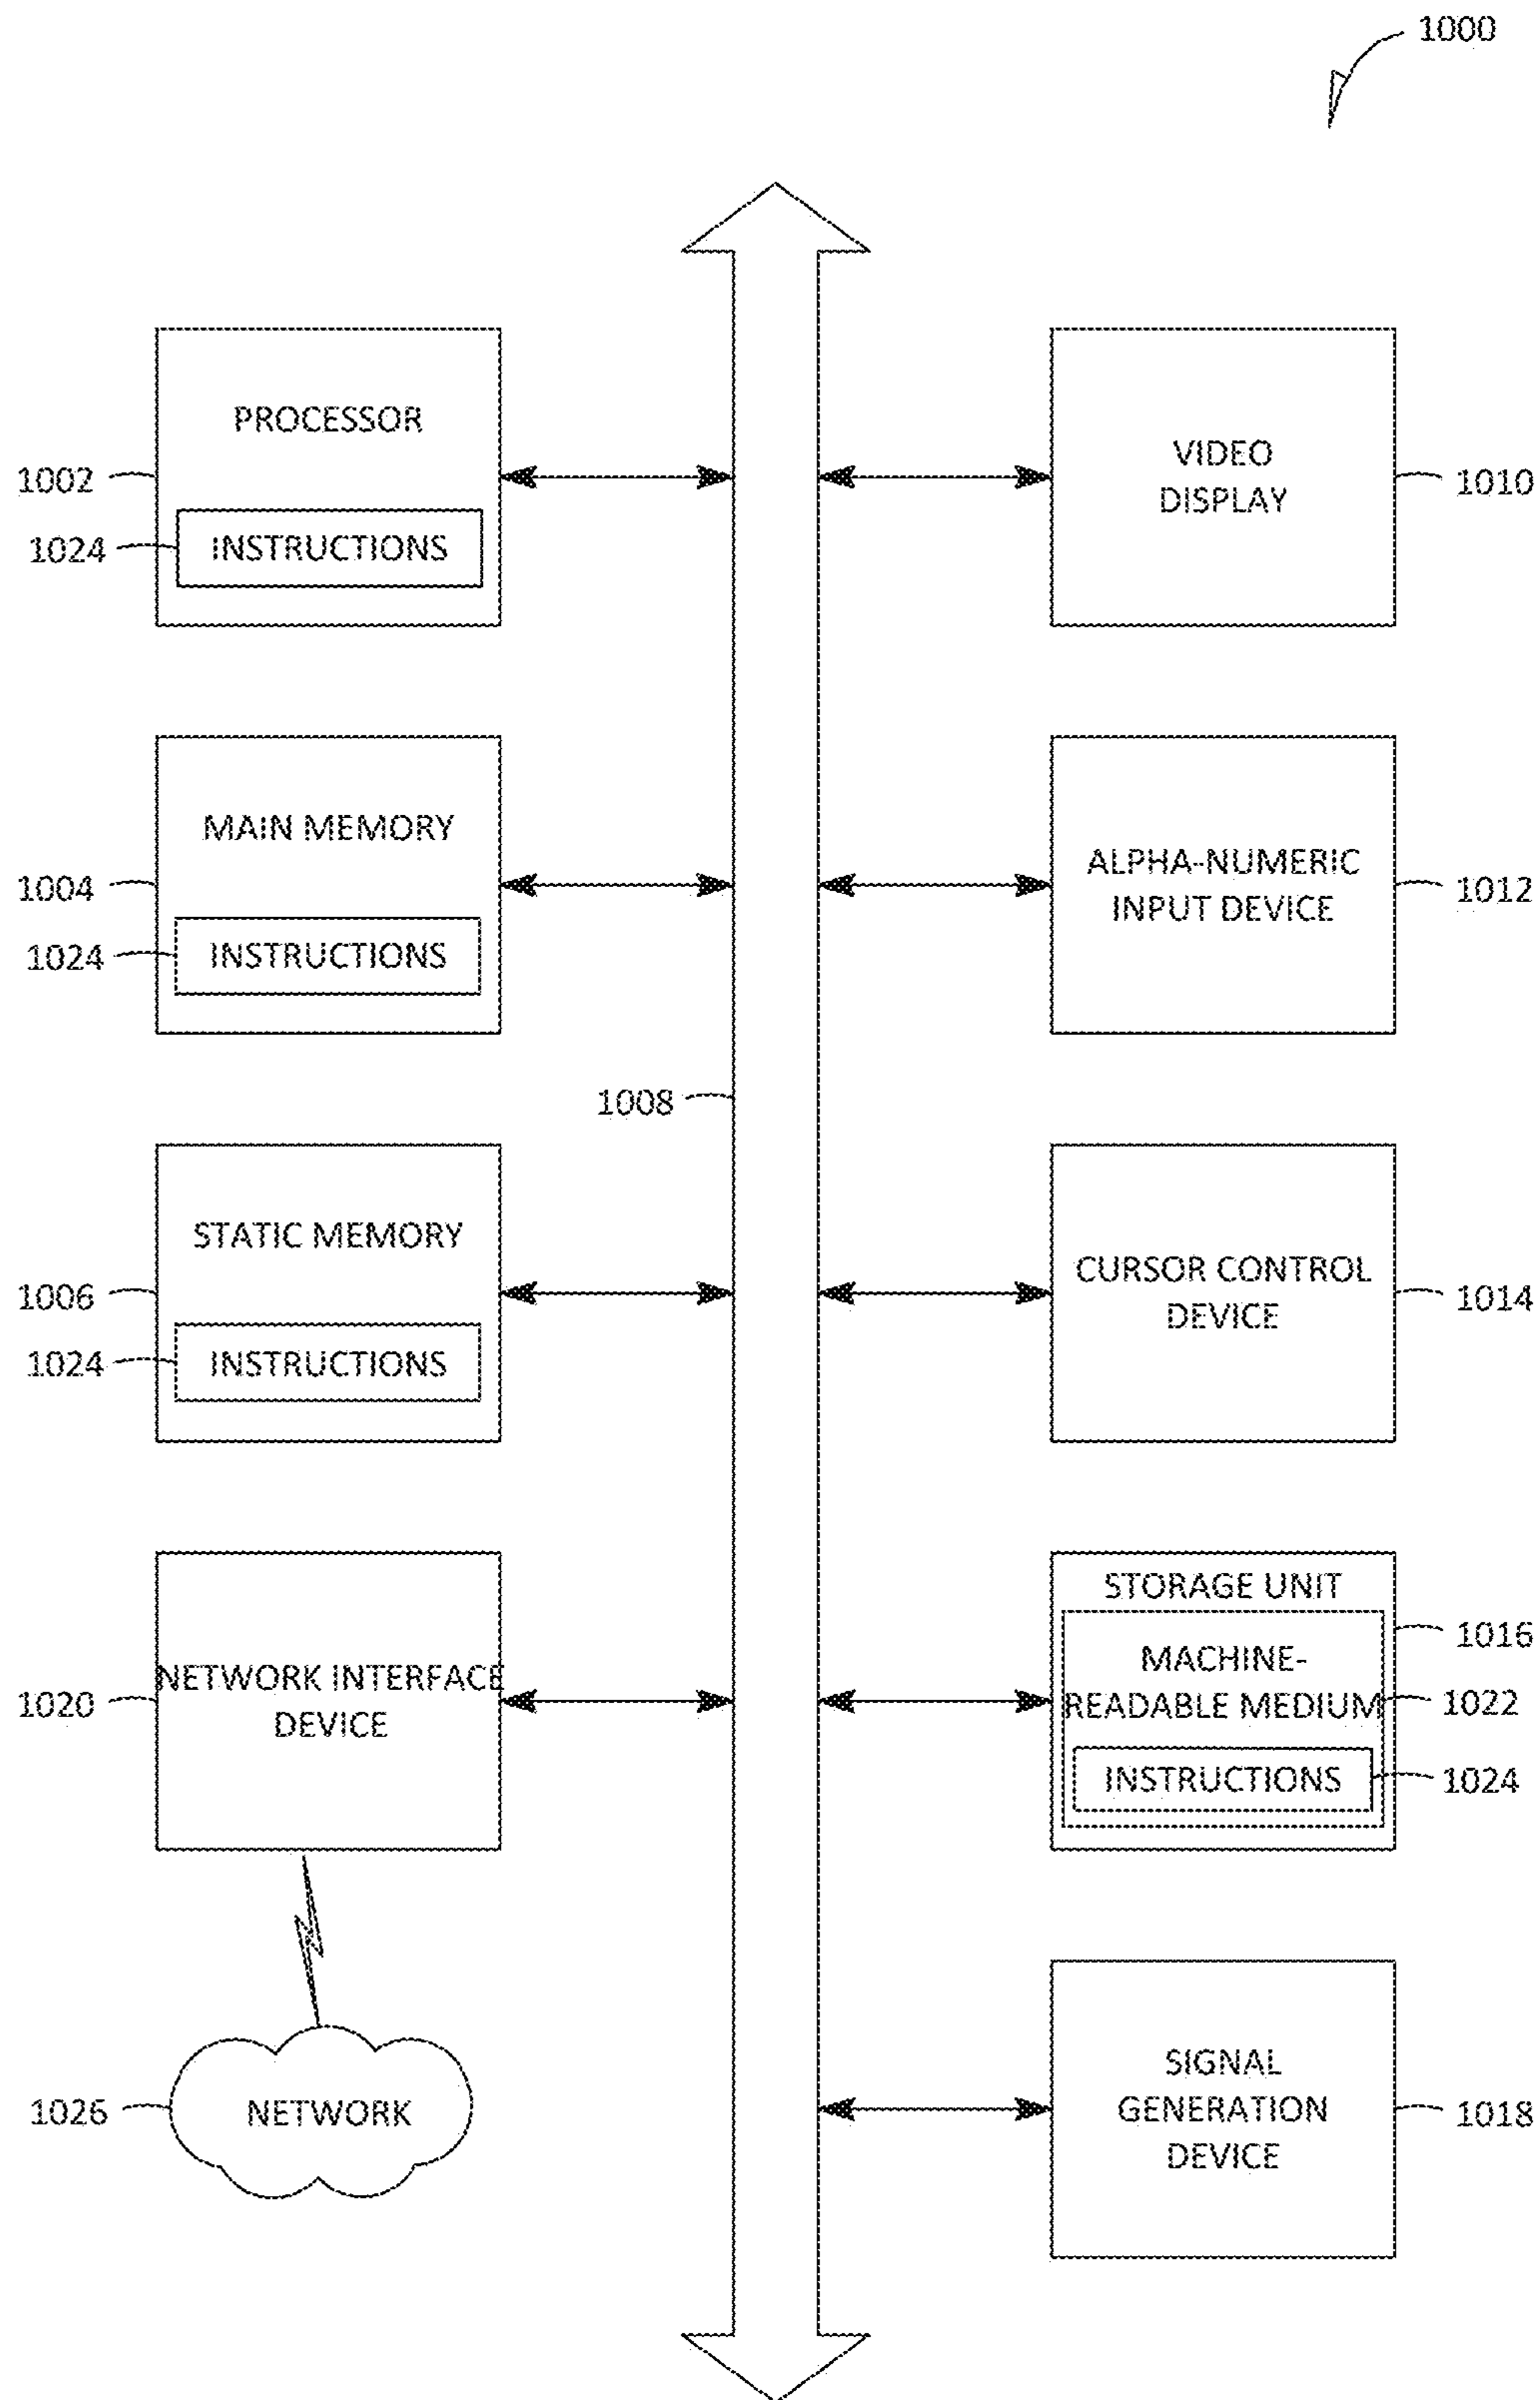 1000
PROCESSOR
1002
1024
INSTRUCTIONS
VIDEO
DISPLAY
1010
MAIN MEMORY
1004
1024
INSTRUCTIONS
ALPHA-NUMERIC
INPUT DEVICE
1012
1008
STATIC MEMORY
1006
1024
INSTRUCTIONS
CURSOR CONTROL
DEVICE
1014
NETWORK INTERFACE
DEVICE
1020
STORAGE UNIT
1016
MACHINE-
READABLE MEDIUM
1022
INSTRUCTIONS
1024
1026
NETWORK
SIGNAL
GENERATION
DEVICE
1018